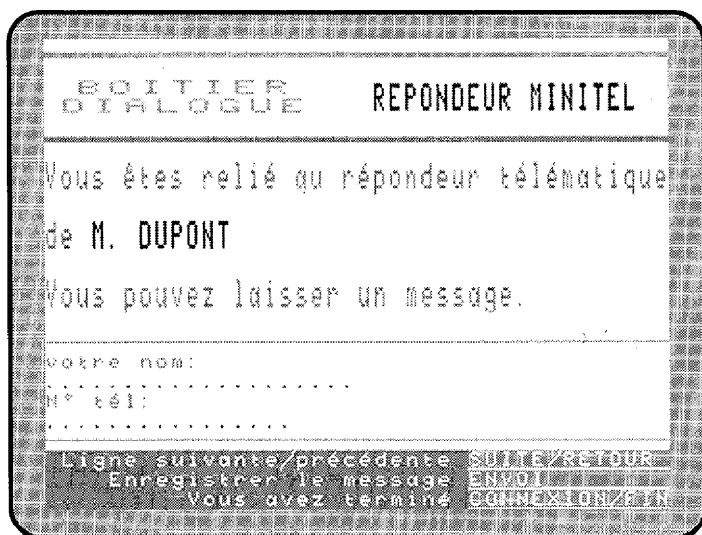 BOITIER
DIALOGUE
REPONDEUR MINITEL
Vous êtes relié au répondeur télématique
de M. DUPONT
Vous pouvez laisser un message.
votre nom:
....................
N° tél:
................
Ligne suivante/précédente SUITE/RETOUR
Enregistrer le message ENVOI
Vous avez terminé CONNEXION/FIN